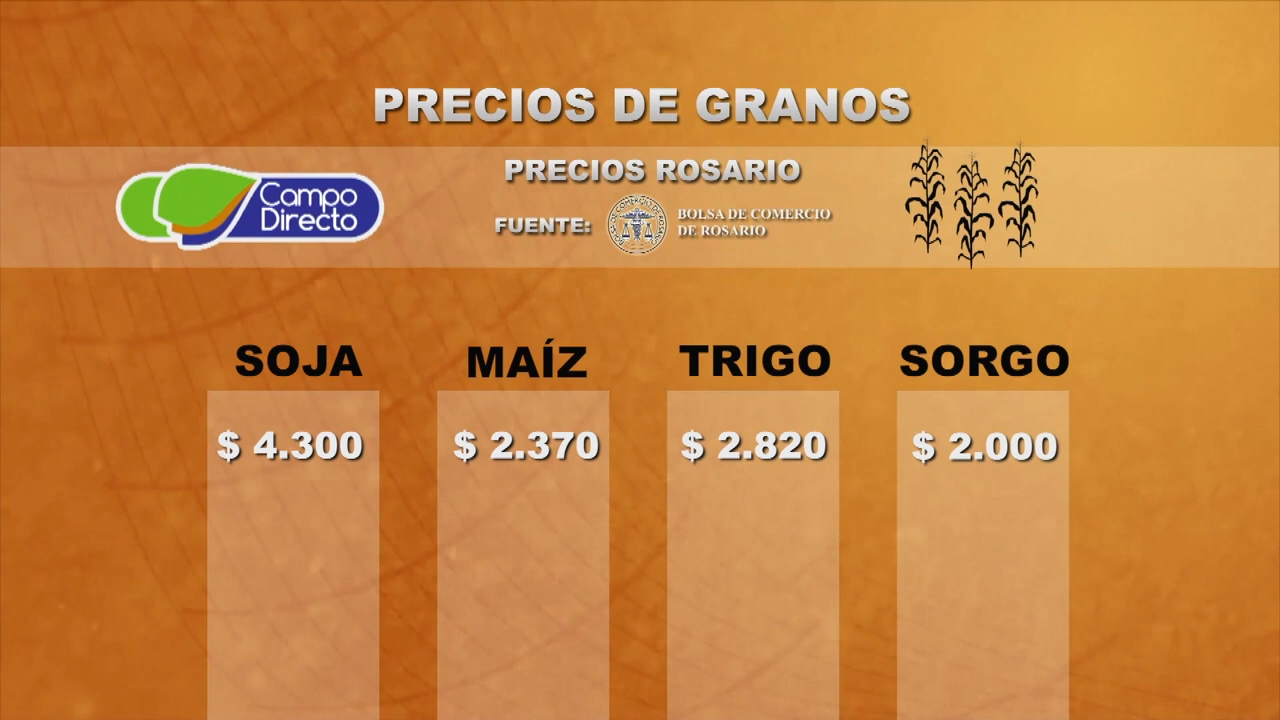 PRECIOS DE GRANOS
Campo
Directo
PRECIOS ROSARIO
FUENTE:
BOLSA DE COMERCIO
DE ROSARIO
SOJA MAÍZ TRIGO SORGO
$ 4.300 $ 2.370 $ 2.820 $ 2.000